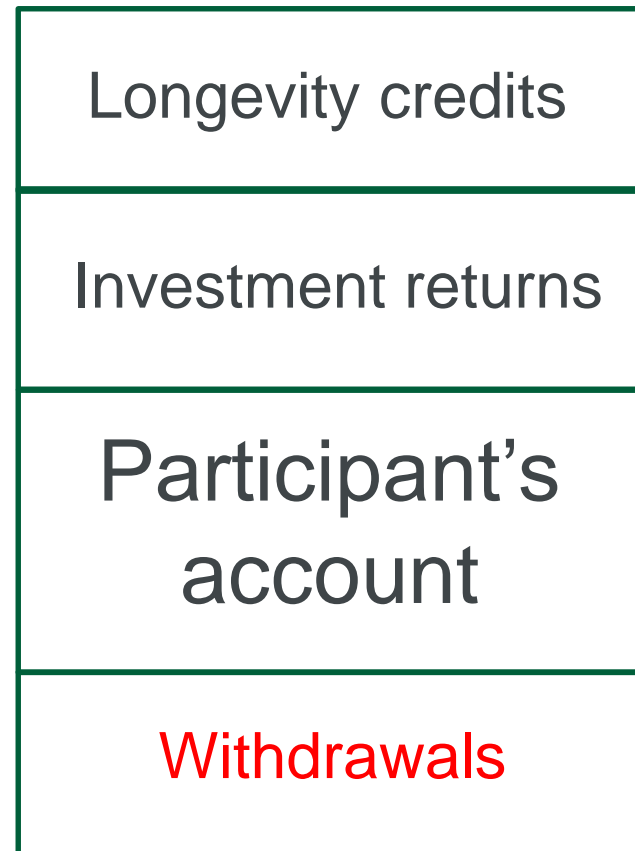 Longevity credits
Investment returns
Participant’s
account
Withdrawals